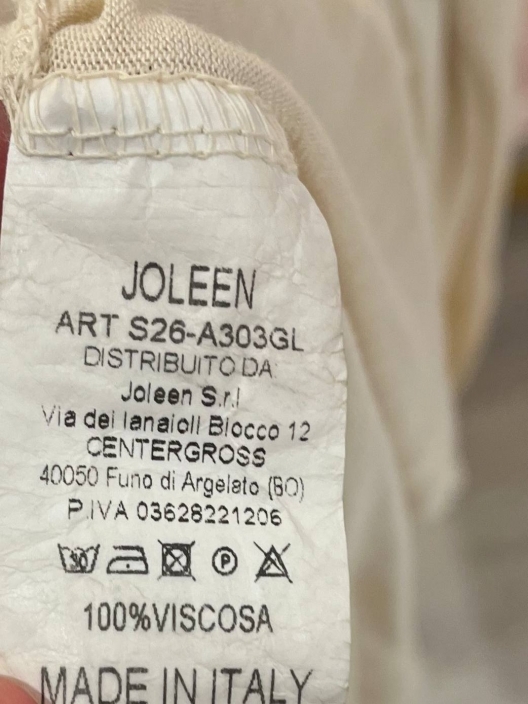 JOLEEN
ART S26-A303GL
DISTRIBUITO DA:
Joleen S.r.l
Via dei lanaioli Blocco 12
CENTERGROSS
40050 Funo di Argelato (BO)
P.IVA 03628221206
30 P
100%VISCOSA
MADE IN ITALY